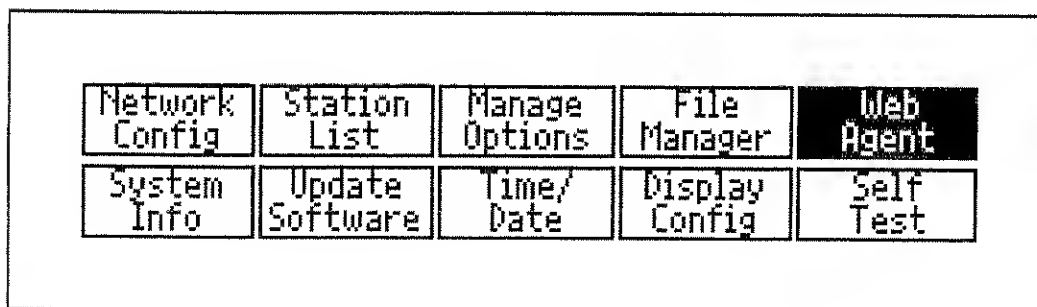 Network Config
Station List
Manage Options
File Manager
Web Agent
System Info
Update Software
Time/ Date
Display Config
Self Test